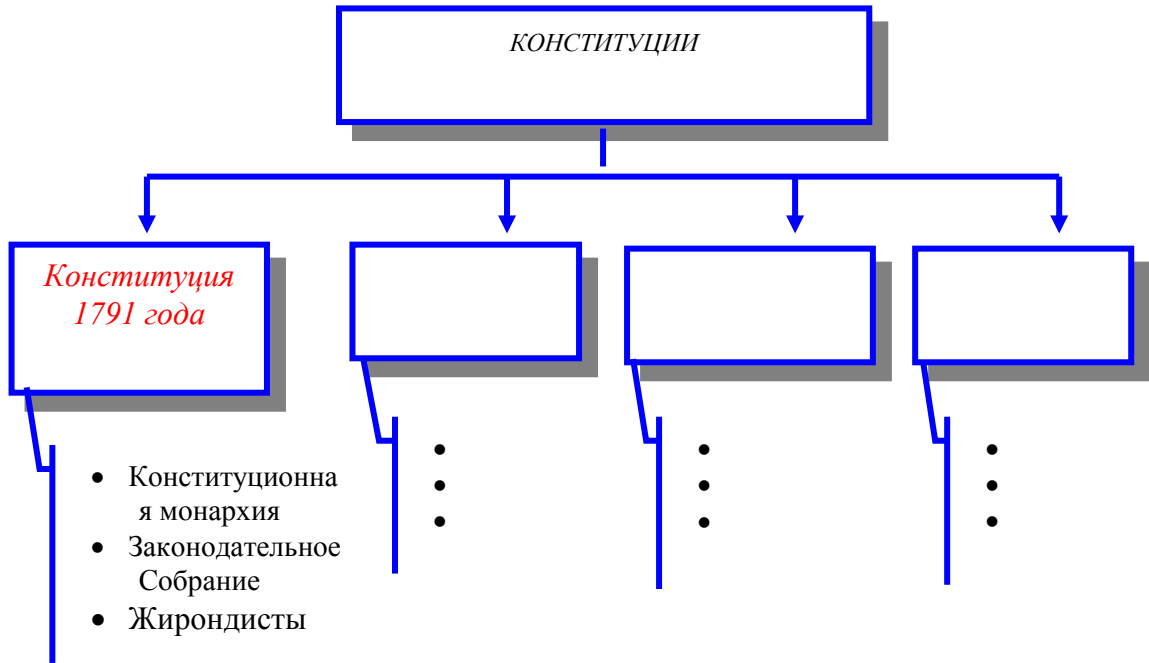 КОНСТИТУЦИИ
Конституция
1791 года
• Конституционна
я монархия
• Законодательное
Собрание
• Жирондисты
•
•
•
•
•
•
•
•
•